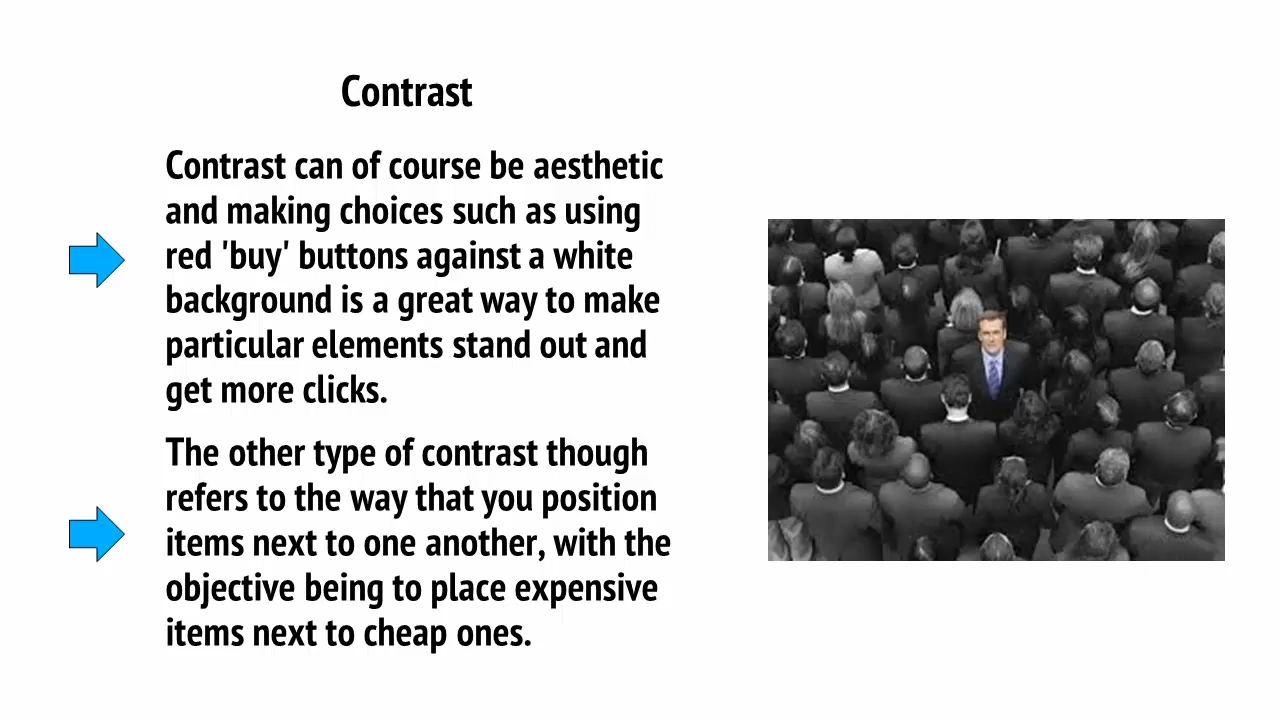 Contrast
Contrast can of course be aesthetic
and making choices such as using
red 'buy' buttons against a white
background is a great way to make
particular elements stand out and
get more clicks.
The other type of contrast though
refers to the way that you position
items next to one another, with the
objective being to place expensive
items next to cheap ones.